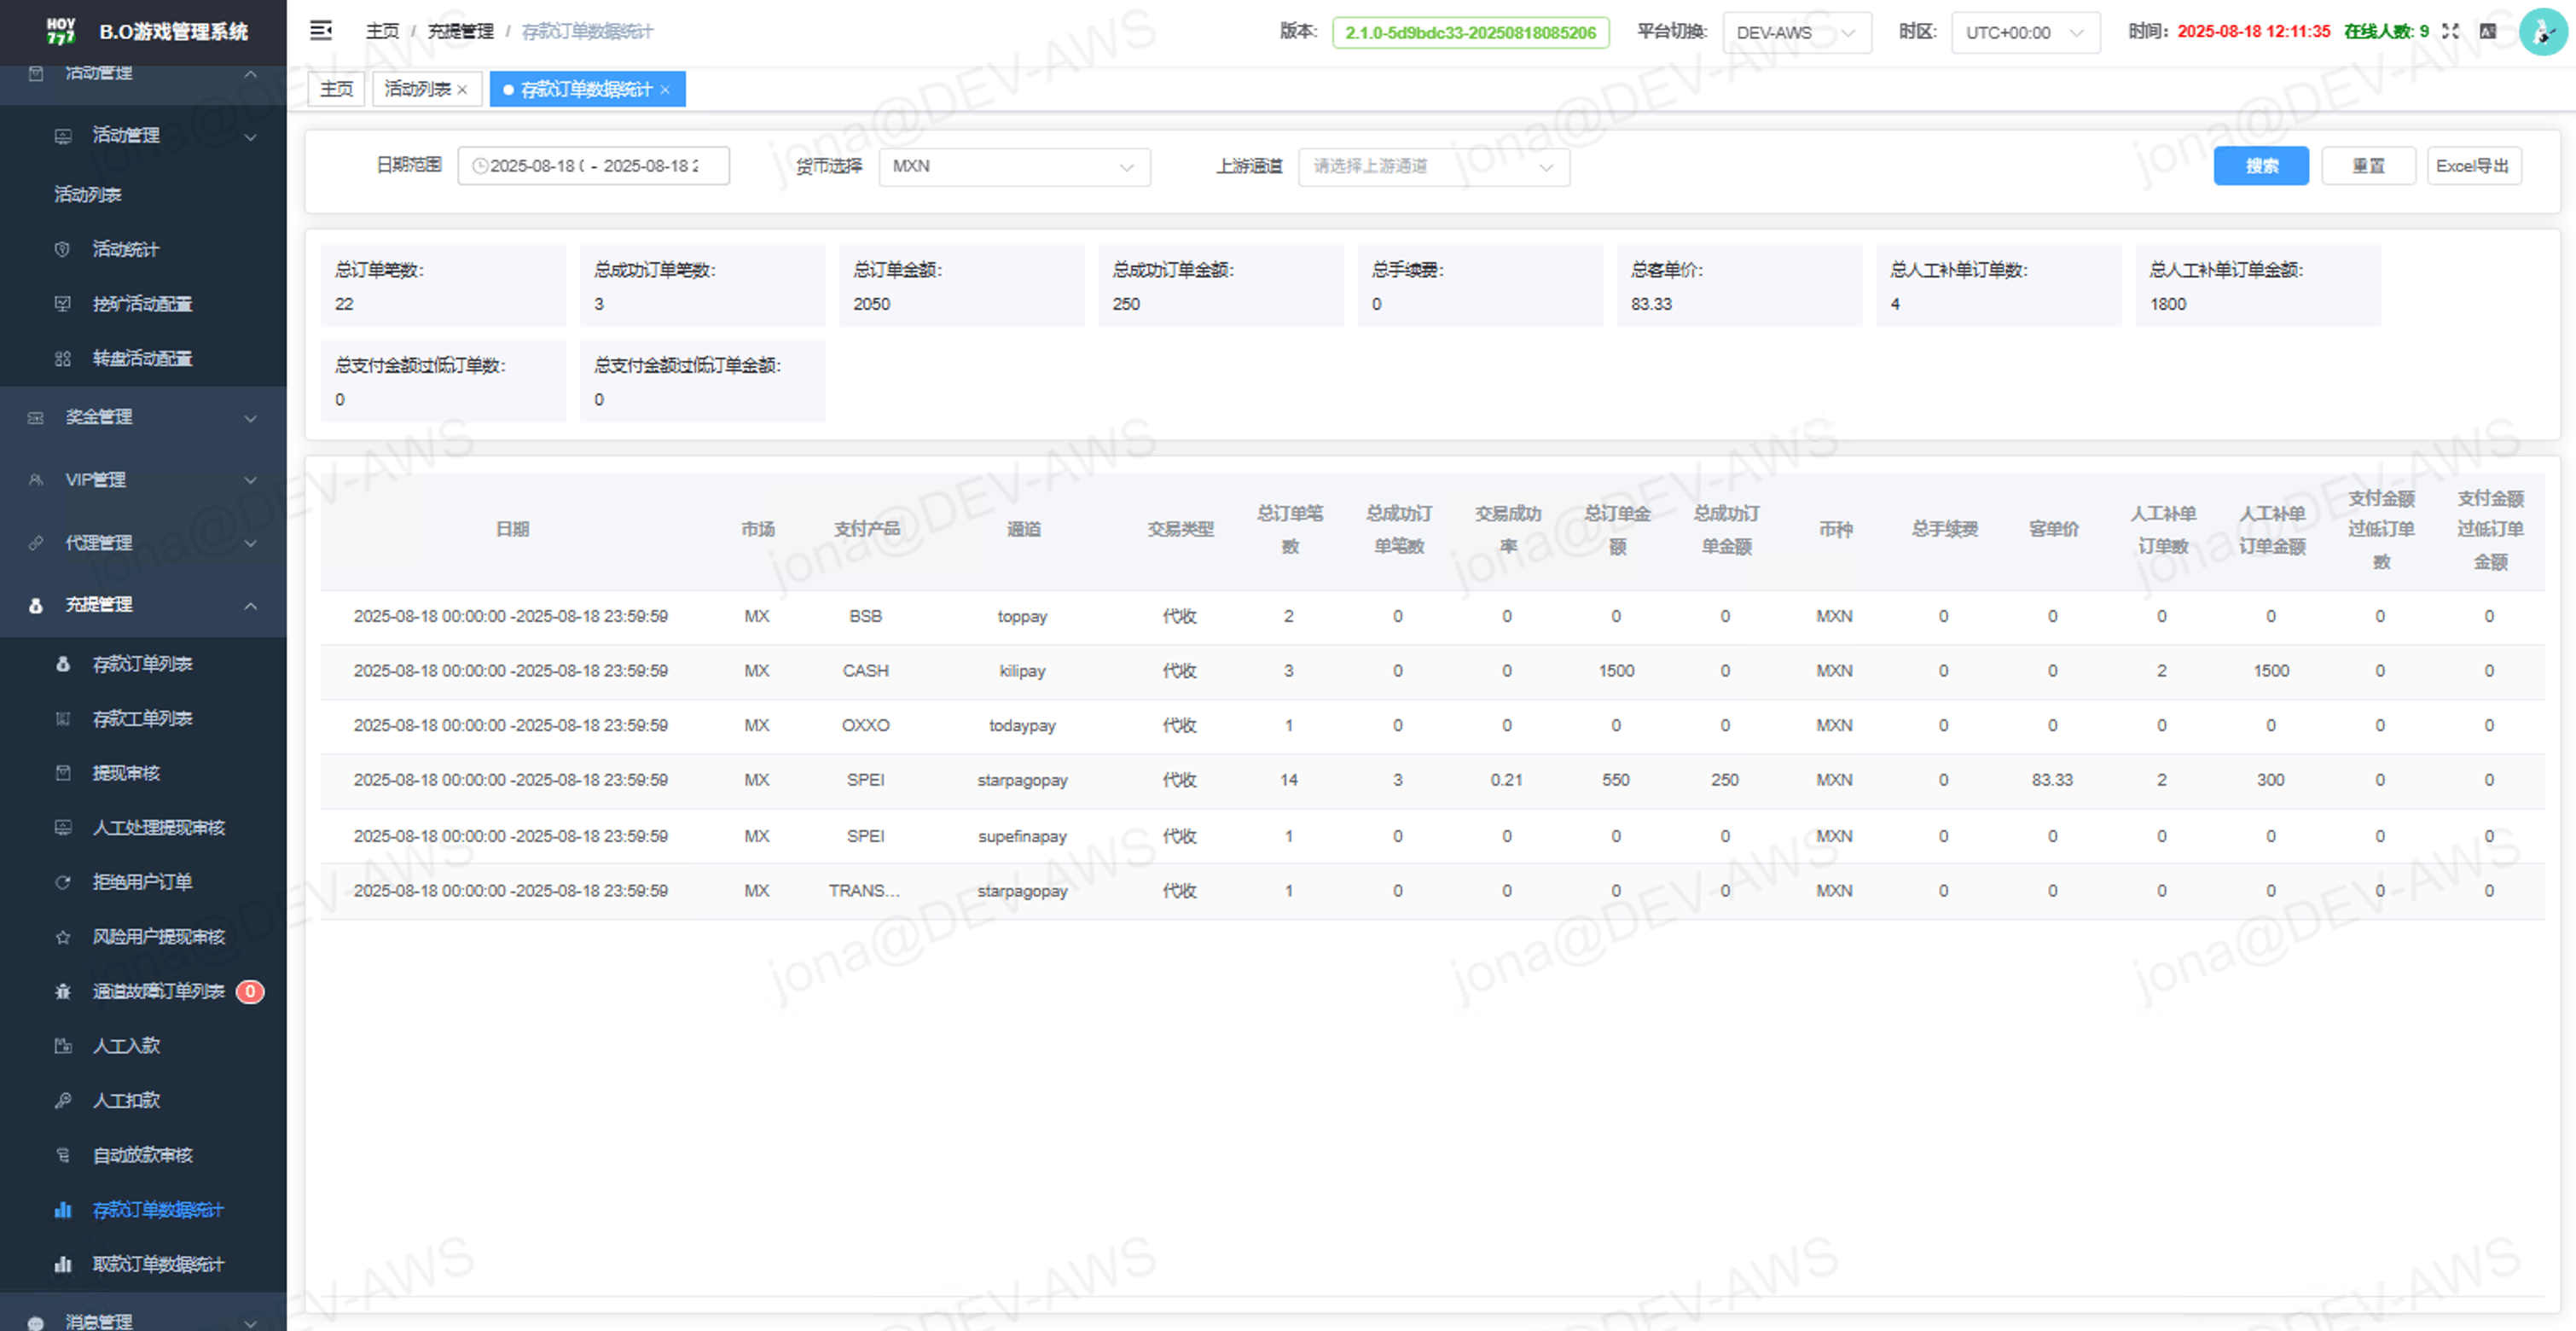 HOY
777
B.O游戏管理系统
主页 / 充提管理 / 存款订单数据统计
版本: 2.1.0-5d9bdc33-20250818085206
平台切换: DEV-AWS
时区: UTC+00:00
时间: 2025-08-18 12:11:35 在线人数: 9
主页 活动列表 × 存款订单数据统计 ×
活动管理
活动管理
活动列表
活动统计
挖矿活动配置
转盘活动配置
奖金管理
VIP管理
代理管理
充提管理
存款订单列表
存款工单列表
提现审核
人工处理提现审核
拒绝用户订单
风险用户提现审核
通道故障订单列表 0
人工入款
人工扣款
自动放款审核
存款订单数据统计
取款订单数据统计
消息管理
日期范围 2025-08-18 - 2025-08-18
货币选择 MXN
上游通道 请选择上游通道
搜索 重置 Excel导出
总订单笔数: 总成功订单笔数: 总订单金额: 总成功订单金额: 总手续费: 总客单价: 总人工补单订单数: 总人工补单订单金额:
22 3 2050 250 0 83.33 4 1800
总支付金额过低订单数: 总支付金额过低订单金额:
0 0
日期 市场 支付产品 通道 交易类型 总订单笔数 总成功订单笔数 交易成功率 总订单金额 总成功订单金额 币种 总手续费 客单价 人工补单订单数 人工补单订单金额 支付金额过低订单数 支付金额过低订单金额
2025-08-18 00:00:00 -2025-08-18 23:59:59 MX BSB toppay 代收 2 0 0 0 0 MXN 0 0 0 0 0 0
2025-08-18 00:00:00 -2025-08-18 23:59:59 MX CASH kilipay 代收 3 0 0 1500 0 MXN 0 0 2 1500 0 0
2025-08-18 00:00:00 -2025-08-18 23:59:59 MX OXXO todaypay 代收 1 0 0 0 0 MXN 0 0 0 0 0 0
2025-08-18 00:00:00 -2025-08-18 23:59:59 MX SPEI starpagopay 代收 14 3 0.21 550 250 MXN 0 83.33 2 300 0 0
2025-08-18 00:00:00 -2025-08-18 23:59:59 MX SPEI supefinapay 代收 1 0 0 0 0 MXN 0 0 0 0 0 0
2025-08-18 00:00:00 -2025-08-18 23:59:59 MX TRANS... starpagopay 代收 1 0 0 0 0 MXN 0 0 0 0 0 0
jona@DEV-AWS